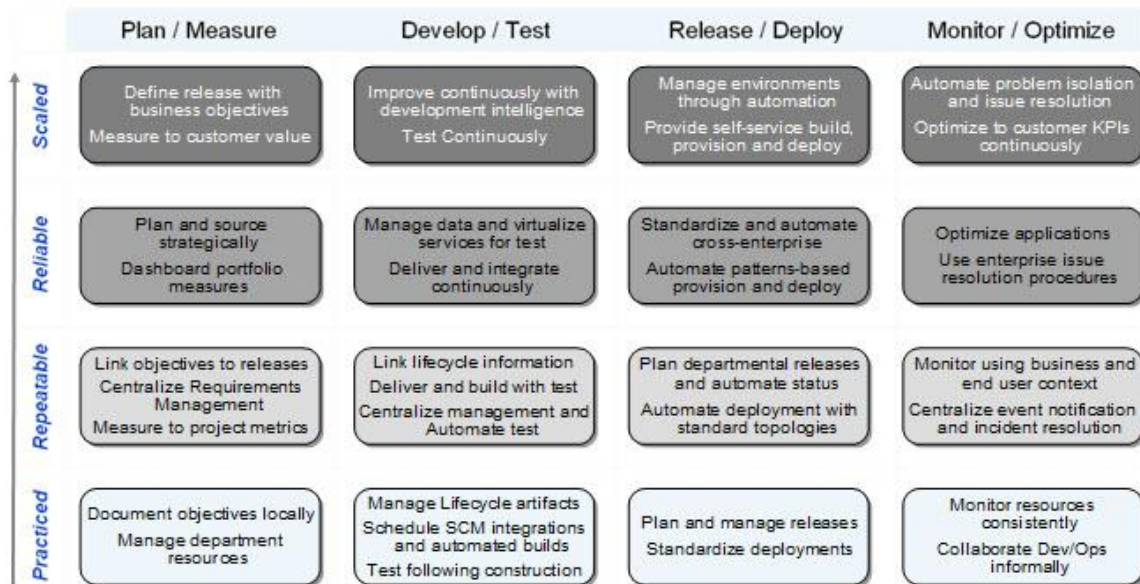 Plan / Measure
Develop / Test
Release / Deploy
Monitor / Optimize
Scaled
Define release with
business objectives
Measure to customer value
Improve continuously with
development intelligence
Test Continuously
Manage environments
through automation
Provide self-service build,
provision and deploy
Automate problem isolation
and issue resolution
Optimize to customer KPIs
continuously
Reliable
Plan and source
strategically
Dashboard portfolio
measures
Manage data and virtualize
services for test
Deliver and integrate
continuously
Standardize and automate
cross-enterprise
Automate patterns-based
provision and deploy
Optimize applications
Use enterprise issue
resolution procedures
Repeatable
Link objectives to releases
Centralize Requirements
Management
Measure to project metrics
Link lifecycle information
Deliver and build with test
Centralize management and
Automate test
Plan departmental releases
and automate status
Automate deployment with
standard topologies
Monitor using business and
end user context
Centralize event notification
and incident resolution
Practiced
Document objectives locally
Manage department
resources
Manage Lifecycle artifacts
Schedule SCM integrations
and automated builds
Test following construction
Plan and manage releases
Standardize deployments
Monitor resources
consistently
Collaborate Dev/Ops
informally